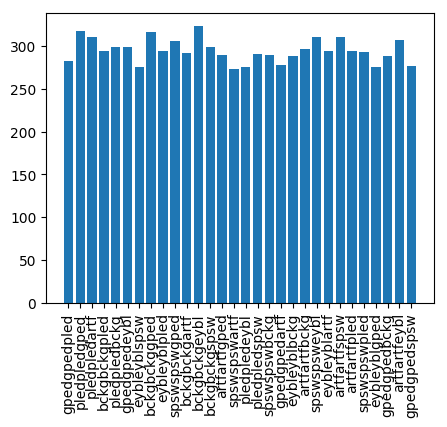 300
250
200
150
100
50
0
gpedgpedpled
pledpledgped
pledpledartf
bckgbckgpled
pledpledbckg
gpedgpedeybl
eybleyblspsw
bckgbckggped
eybleyblpled
spswspswgped
bckgbckgartf
bckgbckgeybl
bckgbckgspsw
artfartfgped
spswspswartf
pledpledeybl
pledpledspsw
spswspswbckg
gpedgpedartf
eybleyblbckg
artfartfbckg
spswspsweybl
eybleyblartf
artfartfspsw
artfartfpled
spswspswpled
eybleyblgped
gpedgpedbckg
artfartfeybl
gpedgpedspsw